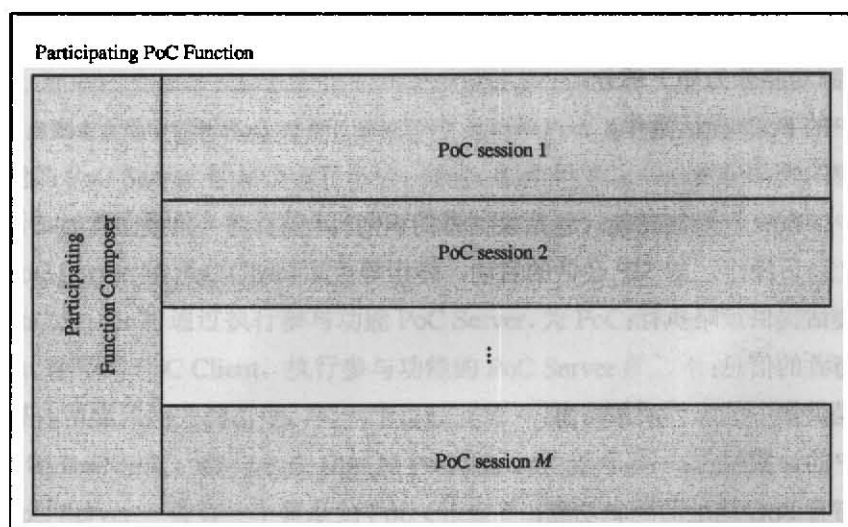 Participating PoC Function
Participating
Function Composer
PoC session 1
PoC session 2
⋮
PoC session M